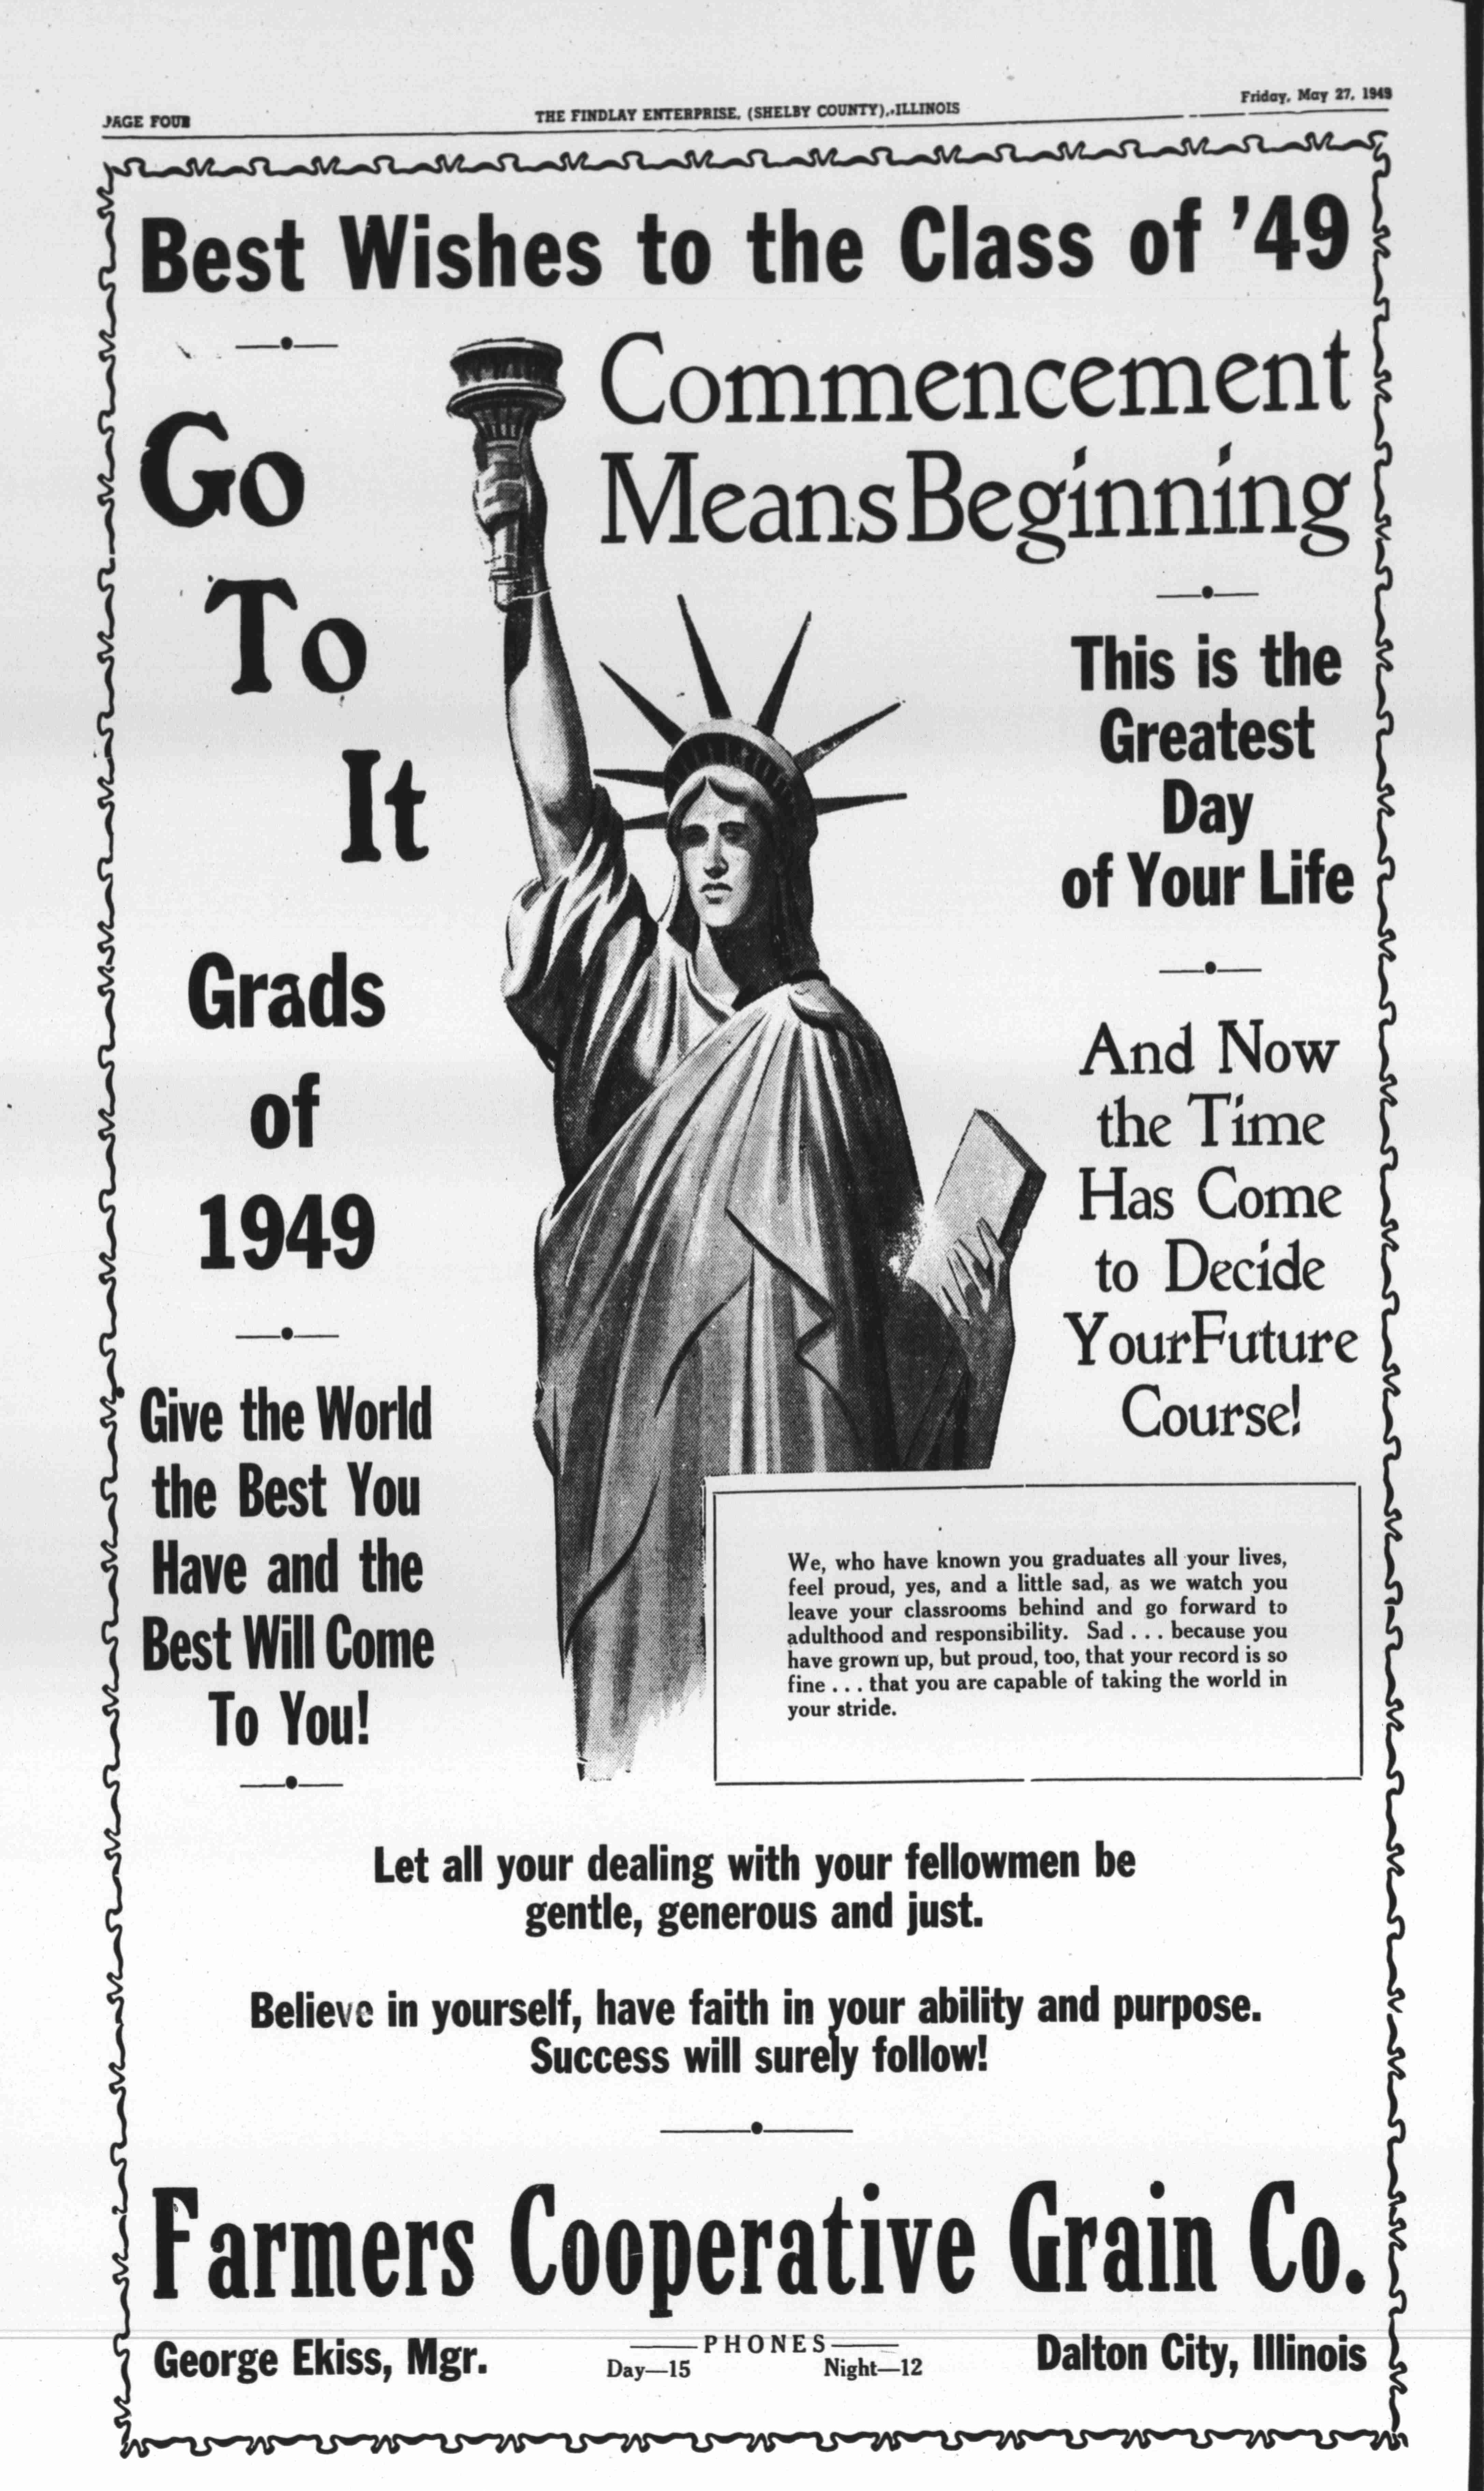 PAGE FOUR
THE FINDLAY ENTERPRISE, (SHELBY COUNTY), ILLINOIS
Friday, May 27, 1949
Best Wishes to the Class of '49
Go
To
It
Grads
of
1949
Give the World
the Best You
Have and the
Best Will Come
To You!
Commencement
Means Beginning
This is the
Greatest
Day
of Your Life
And Now
the Time
Has Come
to Decide
Your Future
Course!
We, who have known you graduates all your lives,
feel proud, yes, and a little sad, as we watch you
leave your classrooms behind and go forward to
adulthood and responsibility. Sad . . . because you
have grown up, but proud, too, that your record is so
fine . . . that you are capable of taking the world in
your stride.
Let all your dealing with your fellowmen be
gentle, generous and just.
Believe in yourself, have faith in your ability and purpose.
Success will surely follow!
Farmers Cooperative Grain Co.
George Ekiss, Mgr.
PHONES
Day—15 Night—12
Dalton City, Illinois